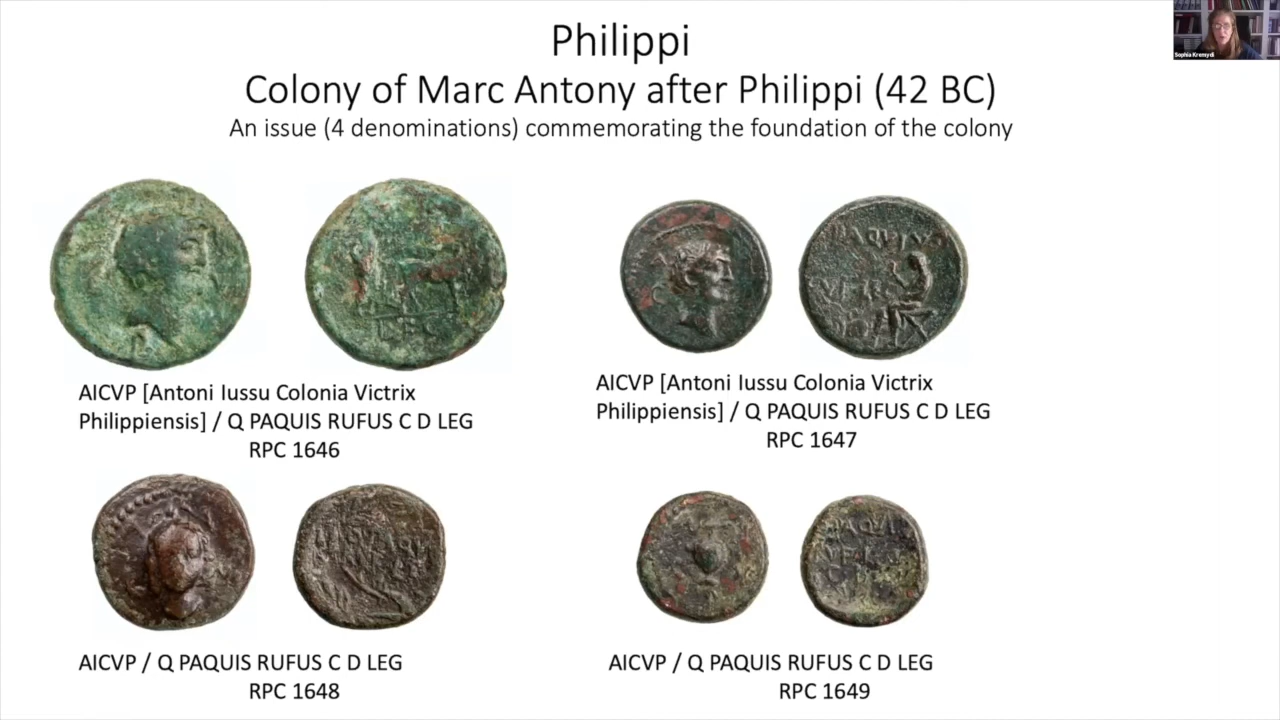 Philippi
Colony of Marc Antony after Philippi (42 BC)
An issue (4 denominations) commemorating the foundation of the colony
Sophia Kremydi
AICVP [Antoni Iussu Colonia Victrix
Philippiensis] / Q PAQUIS RUFUS C D LEG
RPC 1646
AICVP [Antoni Iussu Colonia Victrix
Philippiensis] / Q PAQUIS RUFUS C D LEG
RPC 1647
AICVP / Q PAQUIS RUFUS C D LEG
RPC 1648
AICVP / Q PAQUIS RUFUS C D LEG
RPC 1649